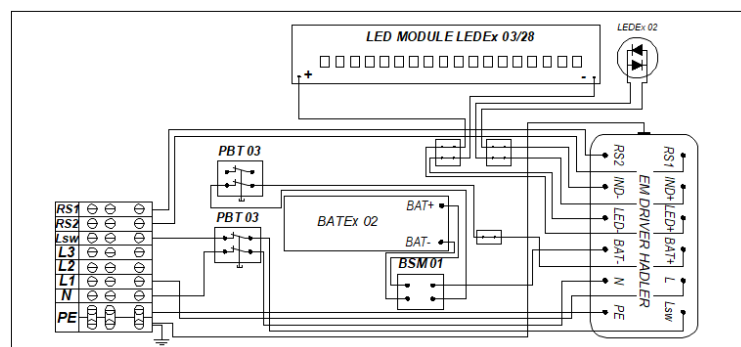 LED MODULE LEDEx 03/28
+ -
LEDEx 02
PBT 03
PBT 03
RS1
RS2
Lsw
L3
L2
L1
N
PE
BATEx 02
BAT+
BAT-
BSM 01
EM DRIVER HADLER
RS2
IND-
LED-
BAT-
N
PE
RS1
IND+
LED+
BAT+
L
Lsw